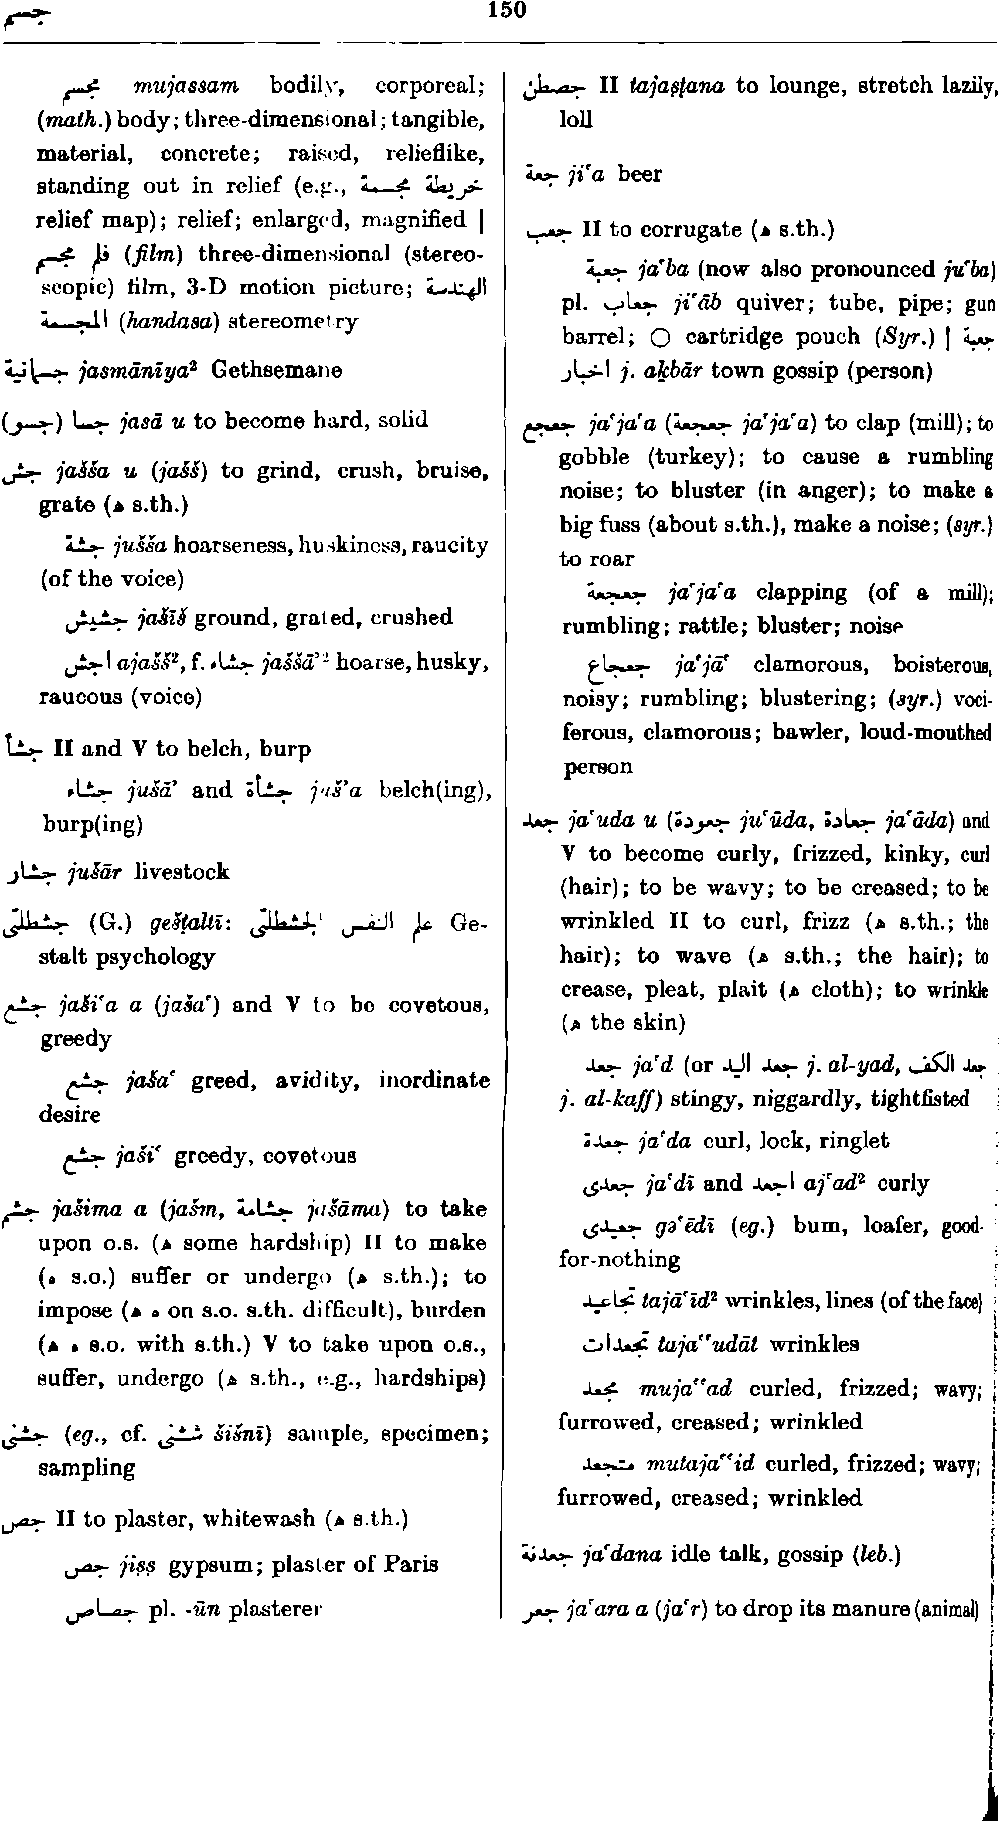 جسم
150
مجسم mujassam bodily, corporeal;
(math.) body; three-dimensional; tangible,
material, concrete; raised, relieflike,
standing out in relief (e.g., خريطة مجسمة
relief map); relief; enlarged, magnified |
فلم مجسم (film) three-dimensional (stereo-
scopic) film, 3-D motion picture; الهندسة
المجسمة (handasa) stereometry
جسمانية jasmānīya² Gethsemane
(جسو) جسا jasā u to become hard, solid
جش jašša u (jašš) to grind, crush, bruise,
grate (ه s.th.)
جشة jušša hoarseness, huskiness, raucity
(of the voice)
جشيش jašīš ground, grated, crushed
اجش ajašš², f. جشاء jaššā’² hoarse, husky,
raucous (voice)
جشأ II and V to belch, burp
جشاء jušā’ and جشأة juš’a belch(ing),
burp(ing)
جشار jušār livestock
جشطلتى (G.) geštaltī: علم النفس الجشطلتى Ge-
stalt psychology
جشع jaši‘a a (jaša‘) and V to be covetous,
greedy
جشع jaša‘ greed, avidity, inordinate
desire
جشع jaši‘ greedy, covetous
جشم jašima a (jašm, جشامة jašāma) to take
upon o.s. (ه some hardship) II to make
(ه s.o.) suffer or undergo (ه s.th.); to
impose (ه ه on s.o. s.th. difficult), burden
(ه ه s.o. with s.th.) V to take upon o.s.,
suffer, undergo (ه s.th., e.g., hardships)
جشنى (eg., cf. ششنى šišnī) sample, specimen;
sampling
جص II to plaster, whitewash (ه s.th.)
جص jiṣṣ gypsum; plaster of Paris
جصاص pl. -ūn plasterer
جصطن II tajaṣṭana to lounge, stretch lazily,
loll
جعة ji‘a beer
جعب II to corrugate (ه s.th.)
جعبة ja‘ba (now also pronounced ju‘ba)
pl. جعاب ji‘āb quiver; tube, pipe; gun
barrel; ○ cartridge pouch (Syr.) | جعبة
اخبار j. aḵbār town gossip (person)
جعجع ja‘ja‘a (جعجعة ja‘ja‘a) to clap (mill); to
gobble (turkey); to cause a rumbling
noise; to bluster (in anger); to make a
big fuss (about s.th.), make a noise; (syr.)
to roar
جعجعة ja‘ja‘a clapping (of a mill);
rumbling; rattle; bluster; noise
جعجاع ja‘jā‘ clamorous, boisterous,
noisy; rumbling; blustering; (syr.) voci-
ferous, clamorous; bawler, loud-mouthed
person
جعد ja‘uda u (جعودة ju‘ūda, جعادة ja‘āda) and
V to become curly, frizzed, kinky, curl
(hair); to be wavy; to be creased; to be
wrinkled II to curl, frizz (ه s.th.; the
hair); to wave (ه s.th.; the hair); to
crease, pleat, plait (ه cloth); to wrinkle
(ه the skin)
جعد ja‘d (or جعد اليد j. al-yad, جعد الكف
j. al-kaff) stingy, niggardly, tightfisted
جعدة ja‘da curl, lock, ringlet
جعدى ja‘dī and اجعد aj‘ad² curly
جعيدى gə‘ēdī (eg.) bum, loafer, good-
for-nothing
تجاعيد tajā‘īd² wrinkles, lines (of the face)
تجعدات taja‘‘udāt wrinkles
مجعد muja‘‘ad curled, frizzed; wavy;
furrowed, creased; wrinkled
متجعد mutaja‘‘id curled, frizzed; wavy;
furrowed, creased; wrinkled
جعدنة ja‘dana idle talk, gossip (leb.)
جعر ja‘ara a (ja‘r) to drop its manure (animal)